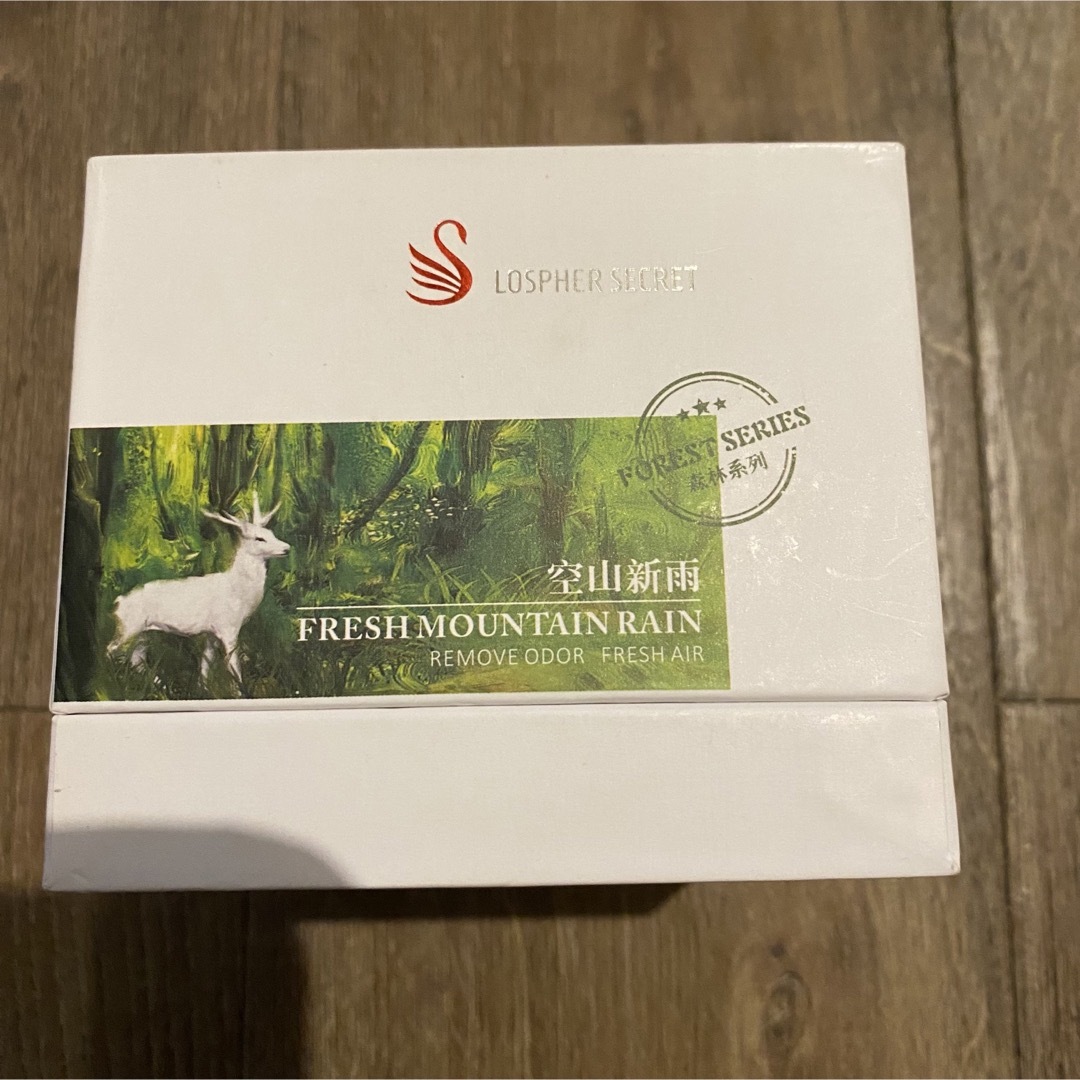 LOSPHER SECRET
FOREST SERIES
森林系列
空山新雨
FRESH MOUNTAIN RAIN
REMOVE ODOR FRESH AIR